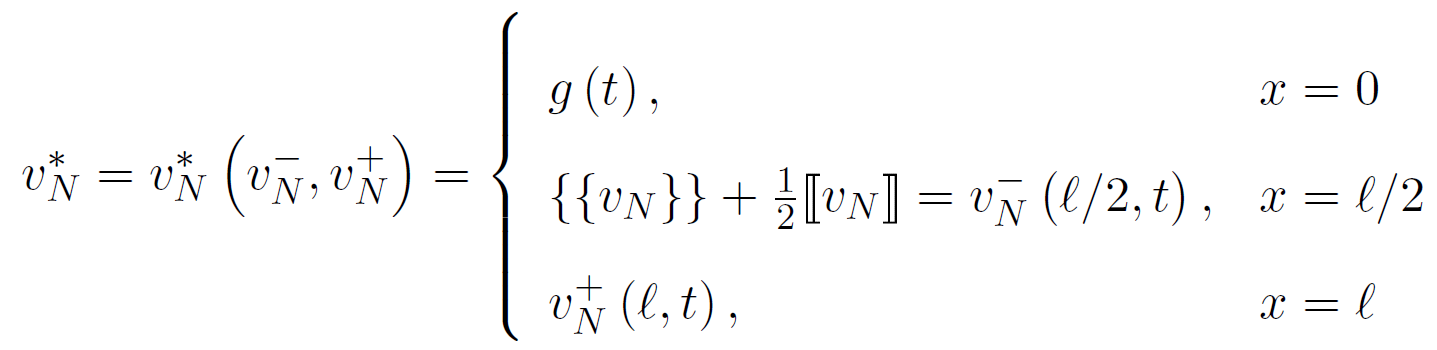 g (t) , x = 0
v*_N = v*_N (v⁻_N, v⁺_N) = { {{v_N}} + ½⟦v_N⟧ = v⁻_N (ℓ/2, t) , x = ℓ/2
v⁺_N (ℓ, t) , x = ℓ